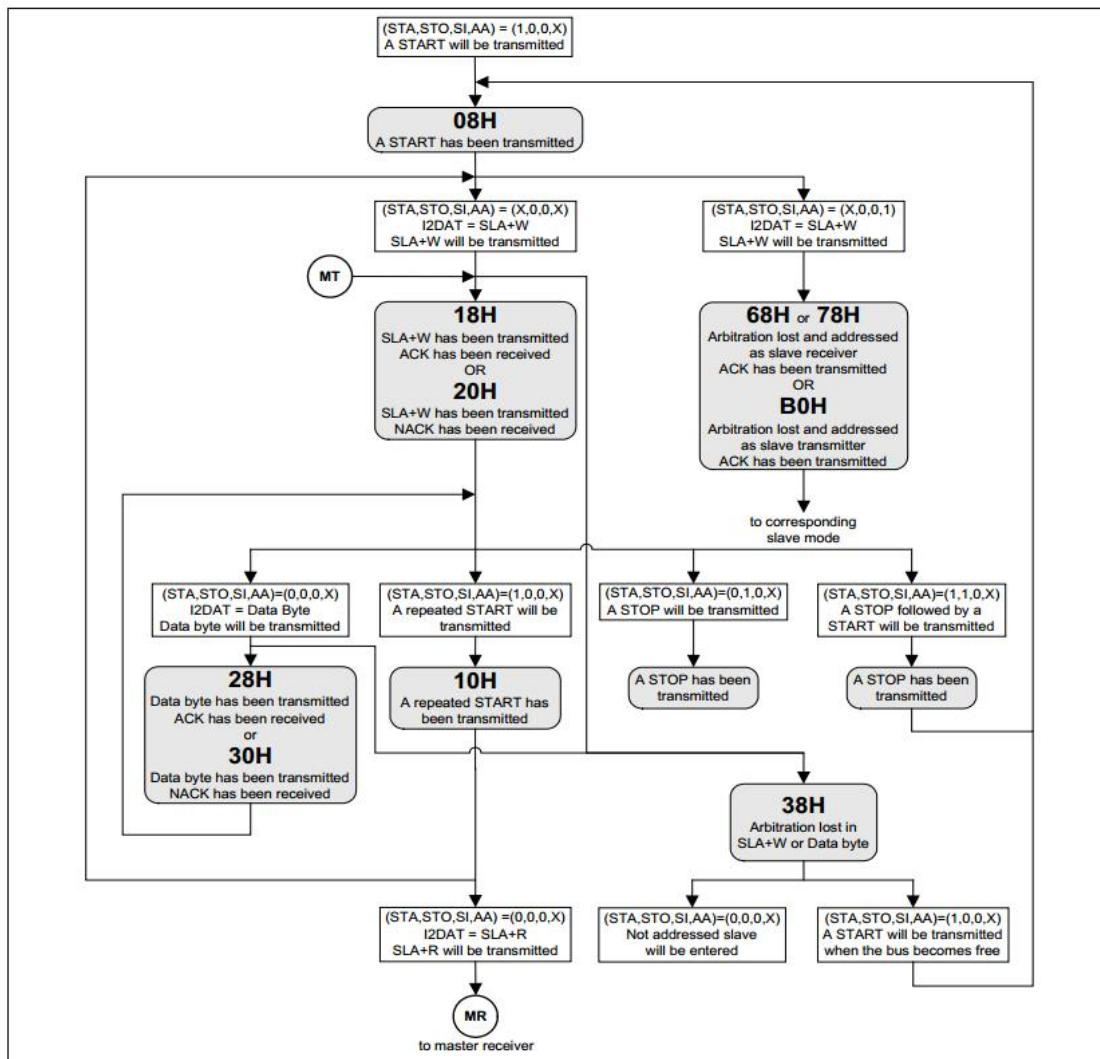 (STA,STO,SI,AA) = (1,0,0,X)
A START will be transmitted
08H
A START has been transmitted
(STA,STO,SI,AA) = (X,0,0,X)
I2DAT = SLA+W
SLA+W will be transmitted
(STA,STO,SI,AA) = (X,0,0,1)
I2DAT = SLA+W
SLA+W will be transmitted
MT
18H
SLA+W has been transmitted
ACK has been received
OR
20H
SLA+W has been transmitted
NACK has been received
68H or 78H
Arbitration lost and addressed
as slave receiver
ACK has been transmitted
OR
B0H
Arbitration lost and addressed
as slave transmitter
ACK has been transmitted
to corresponding
slave mode
(STA,STO,SI,AA)=(0,0,0,X)
I2DAT = Data Byte
Data byte will be transmitted
(STA,STO,SI,AA)=(1,0,0,X)
A repeated START will be
transmitted
(STA,STO,SI,AA)=(0,1,0,X)
A STOP will be transmitted
(STA,STO,SI,AA)=(1,1,0,X)
A STOP followed by a
START will be transmitted
28H
Data byte has been transmitted
ACK has been received
or
30H
Data byte has been transmitted
NACK has been received
10H
A repeated START has
been transmitted
A STOP has been
transmitted
A STOP has been
transmitted
38H
Arbitration lost in
SLA+W or Data byte
(STA,STO,SI,AA) =(0,0,0,X)
I2DAT = SLA+R
SLA+R will be transmitted
(STA,STO,SI,AA)=(0,0,0,X)
Not addressed slave
will be entered
(STA,STO,SI,AA)=(1,0,0,X)
A START will be transmitted
when the bus becomes free
MR
to master receiver